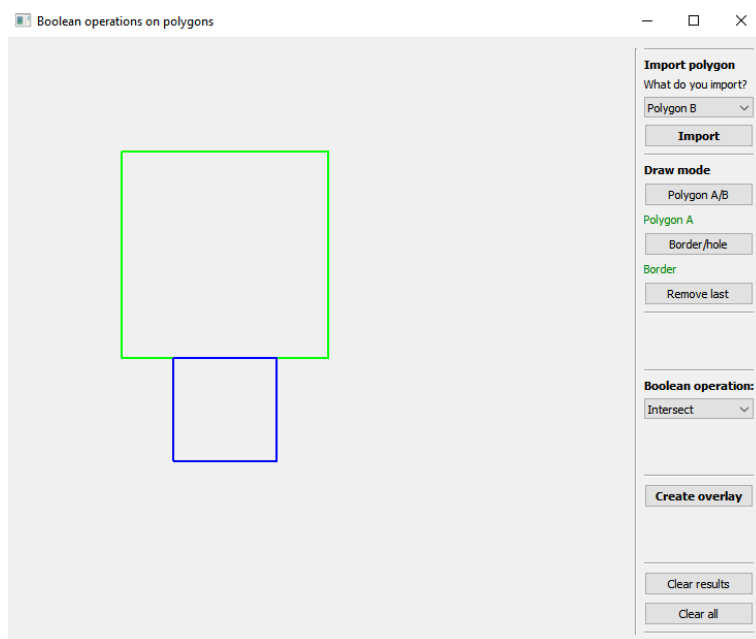 Boolean operations on polygons
Import polygon
What do you import?
Polygon B
Import
Draw mode
Polygon A/B
Polygon A
Border/hole
Border
Remove last
Boolean operation:
Intersect
Create overlay
Clear results
Clear all